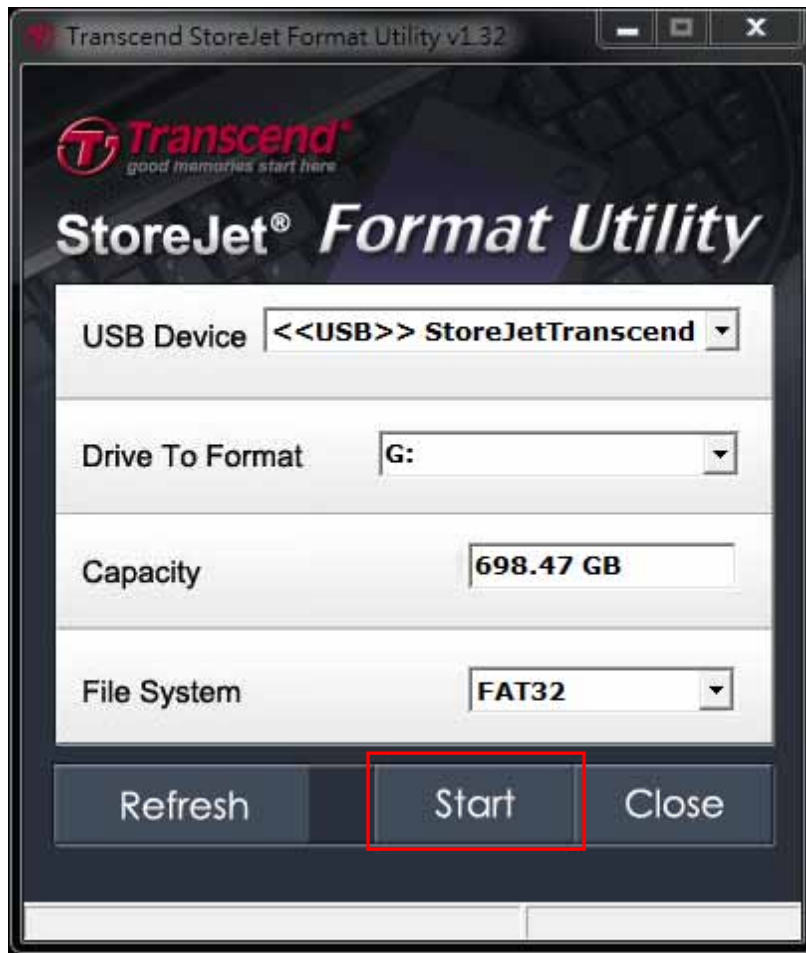 Transcend StoreJet Format Utility v1.32
Transcend®
good memories start here
StoreJet® Format Utility
USB Device <<USB>> StoreJetTranscend
Drive To Format G:
Capacity 698.47 GB
File System FAT32
Refresh Start Close